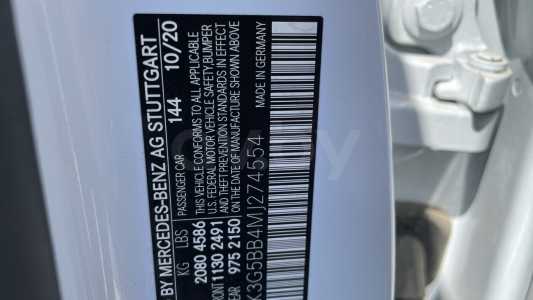 BY MERCEDES-BENZ AG STUTTGART
144 10/20
PASSENGER CAR
THIS VEHICLE CONFORMS TO ALL APPLICABLE
U.S. FEDERAL MOTOR VEHICLE SAFETY,BUMPER
AND THEFT PREVENTION STANDARDS IN EFFECT
ON THE DATE OF MANUFACTURE SHOWN ABOVE
MADE IN GERMANY
KG LBS
2080 4586
1130 2491
975 2150
K3G5BB4M1274554